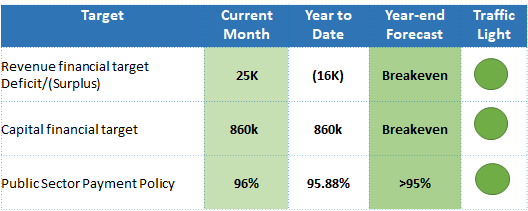 Target Current Month Year to Date Year-end Forecast Traffic Light
Revenue financial target Deficit/(Surplus) 25K (16K) Breakeven
Capital financial target 860k 860k Breakeven
Public Sector Payment Policy 96% 95.88% >95%